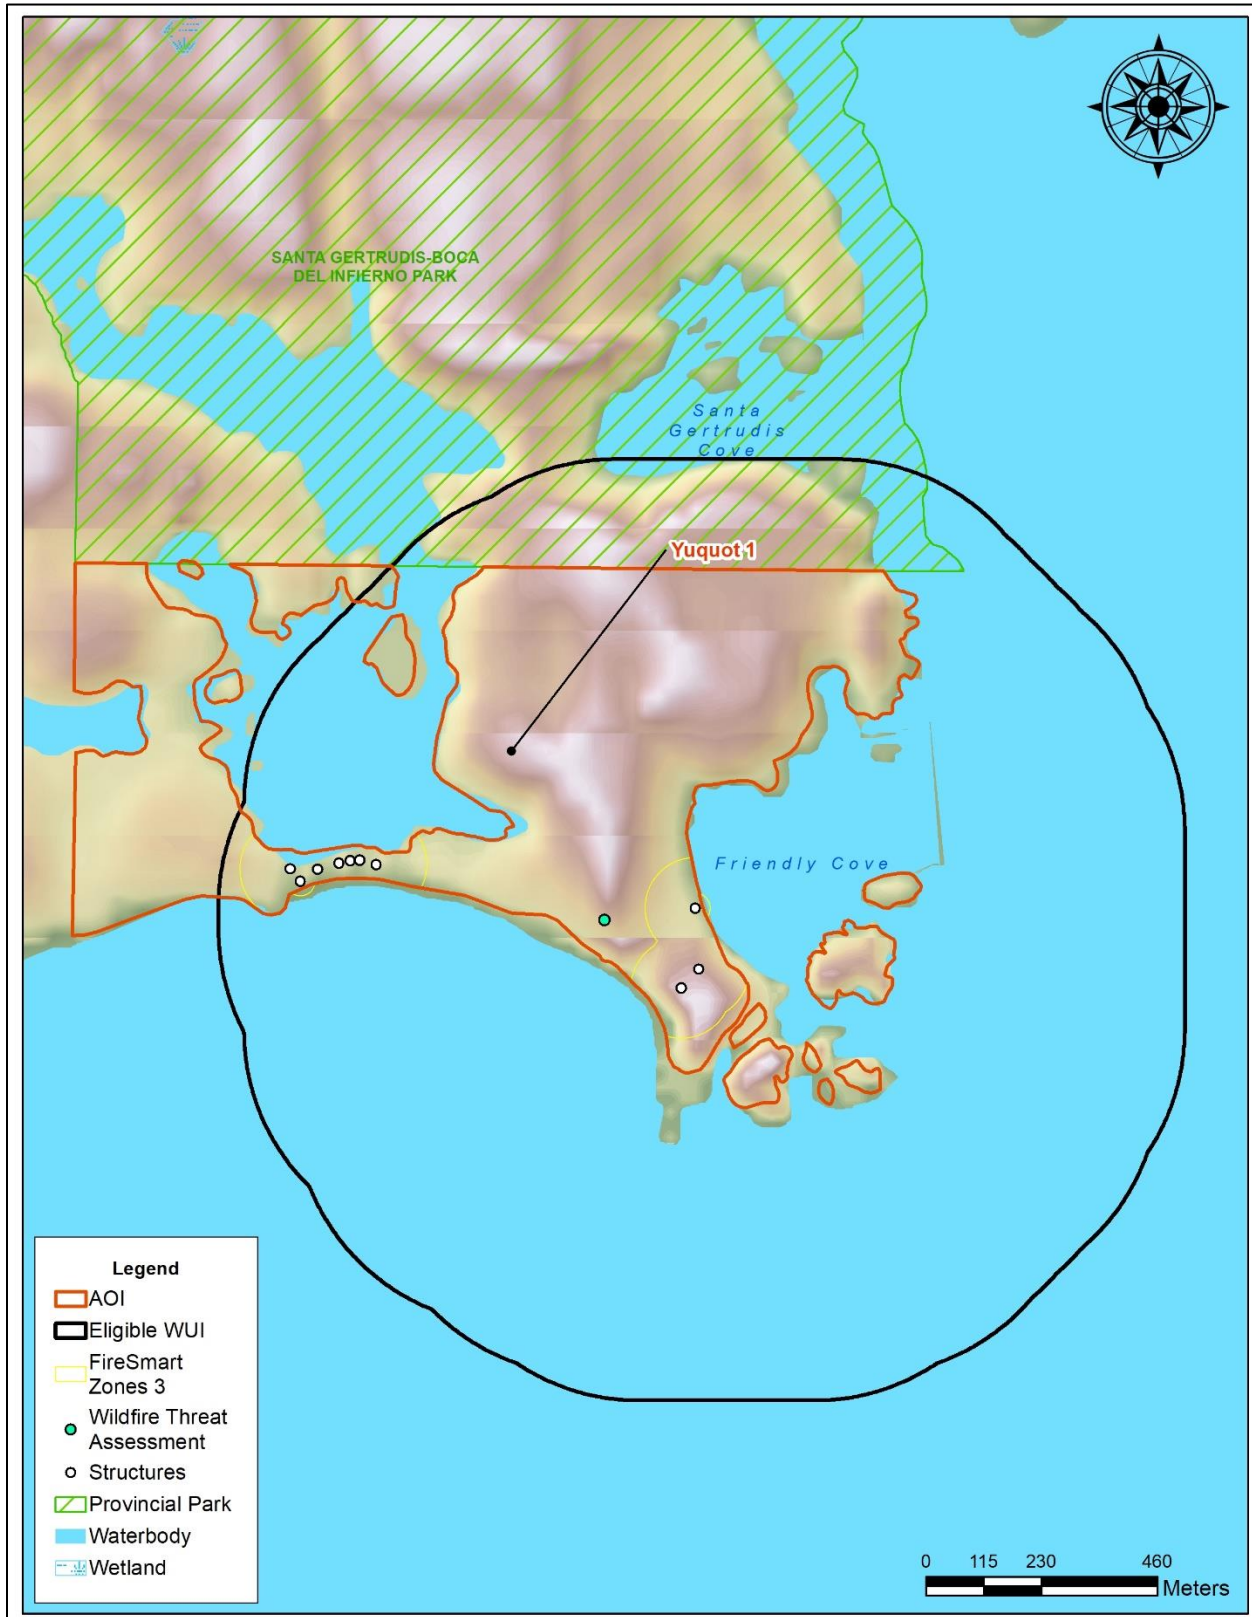 SANTA GERTRUDIS-BOCA
DEL INFIERNO PARK
Santa
Gertrudis
Cove
Yuquot 1
Friendly Cove
Legend
AOI
Eligible WUI
FireSmart
Zones 3
Wildfire Threat
Assessment
Structures
Provincial Park
Waterbody
Wetland
0 115 230 460
Meters